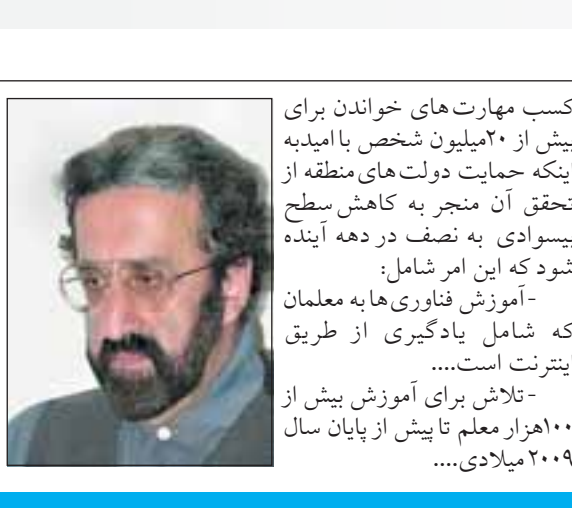 کسب مهارت‌های خواندن برای
بیش از ۲۰میلیون شخص با امیدبه
اینکه حمایت دولت‌های منطقه از
تحقق آن منجر به کاهش سطح
بیسوادی به نصف در دهه آینده
شود که این امر شامل:
-آموزش فناوری‌ها به معلمان
که شامل یادگیری از طریق
اینترنت است....
-تلاش برای آموزش بیش از
۱۰۰هزار معلم تا پیش از پایان سال
۲۰۰۹ میلادی....